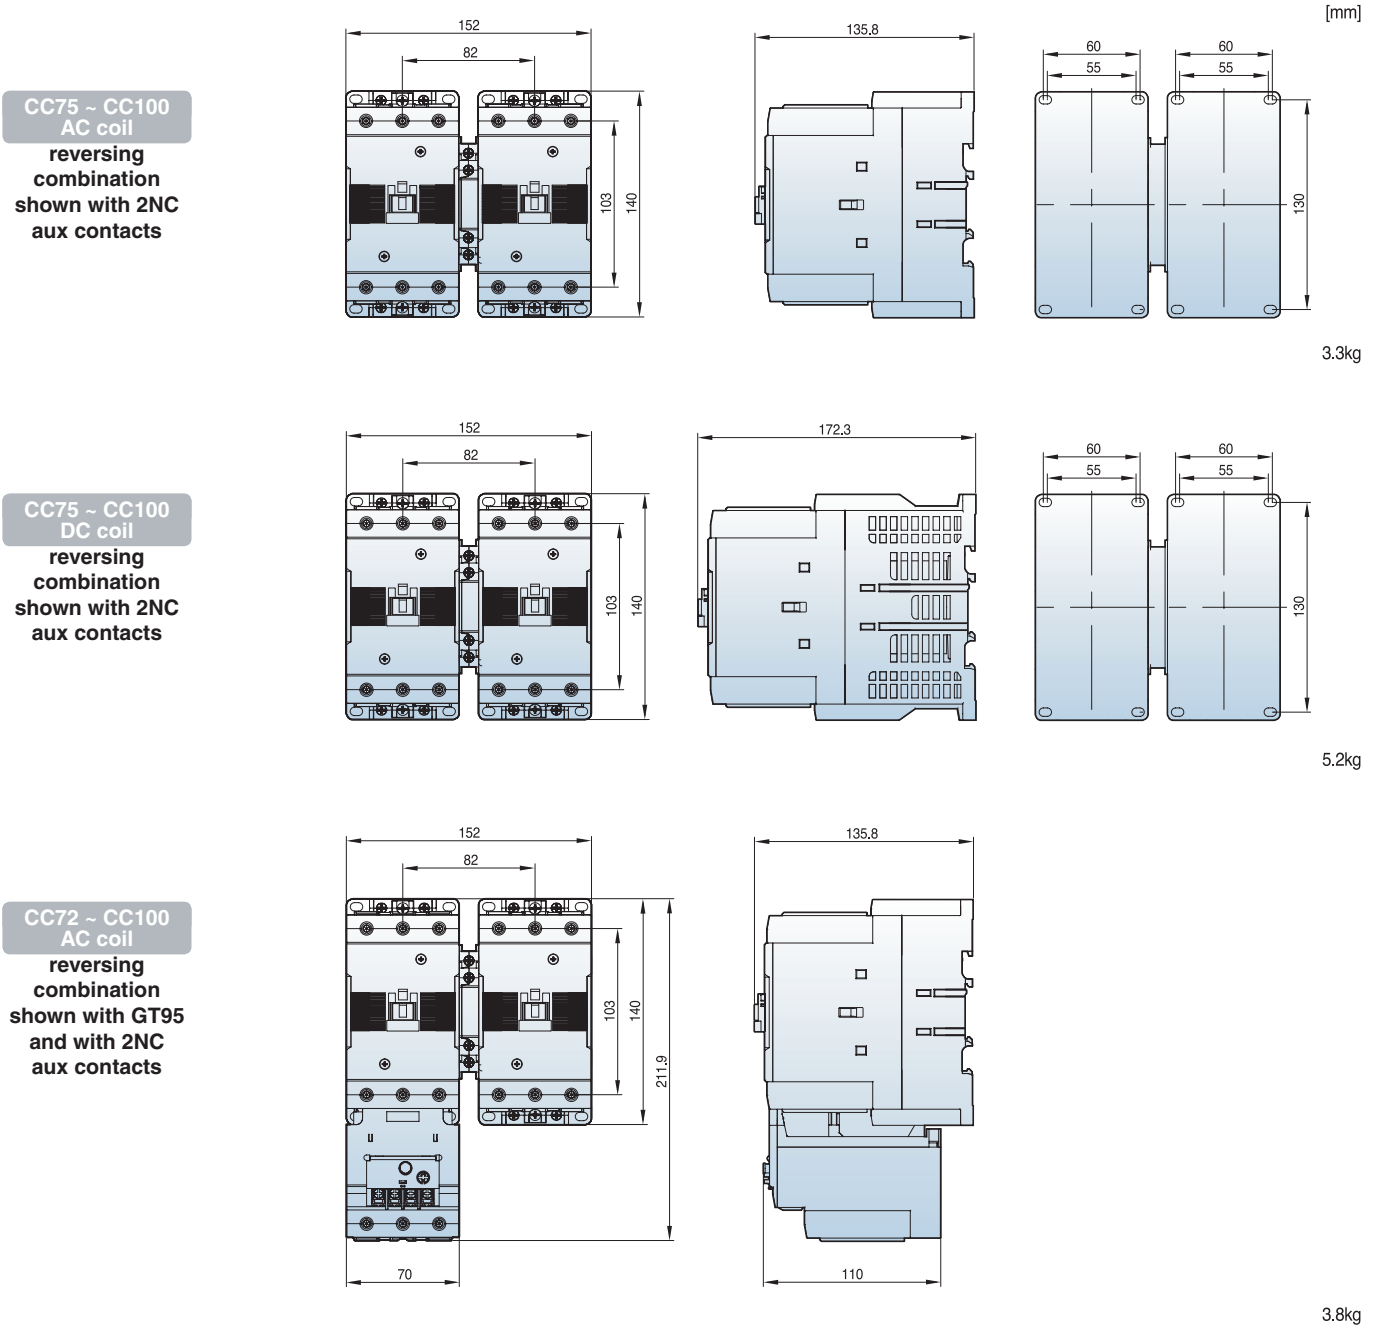 [mm]
152
82
103
140
135.8
60
60
55
55
130
CC75 ~ CC100
AC coil
reversing
combination
shown with 2NC
aux contacts
3.3kg
152
82
103
140
172.3
60
60
55
55
130
CC75 ~ CC100
DC coil
reversing
combination
shown with 2NC
aux contacts
5.2kg
152
82
103
140
211.9
70
135.8
110
CC72 ~ CC100
AC coil
reversing
combination
shown with GT95
and with 2NC
aux contacts
3.8kg